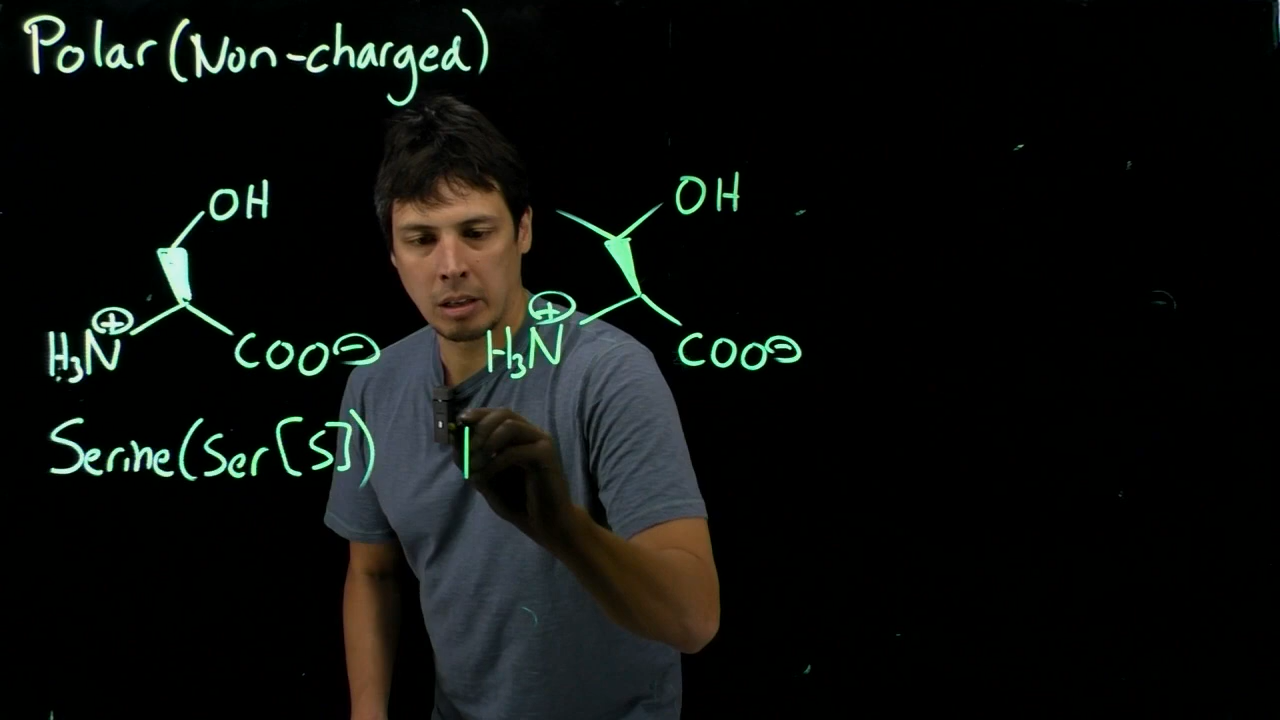 Polar (Non-charged)
OH
H₃N⊕ COO⊖
Serine (Ser [S])
OH
H₃N⊕ COO⊖